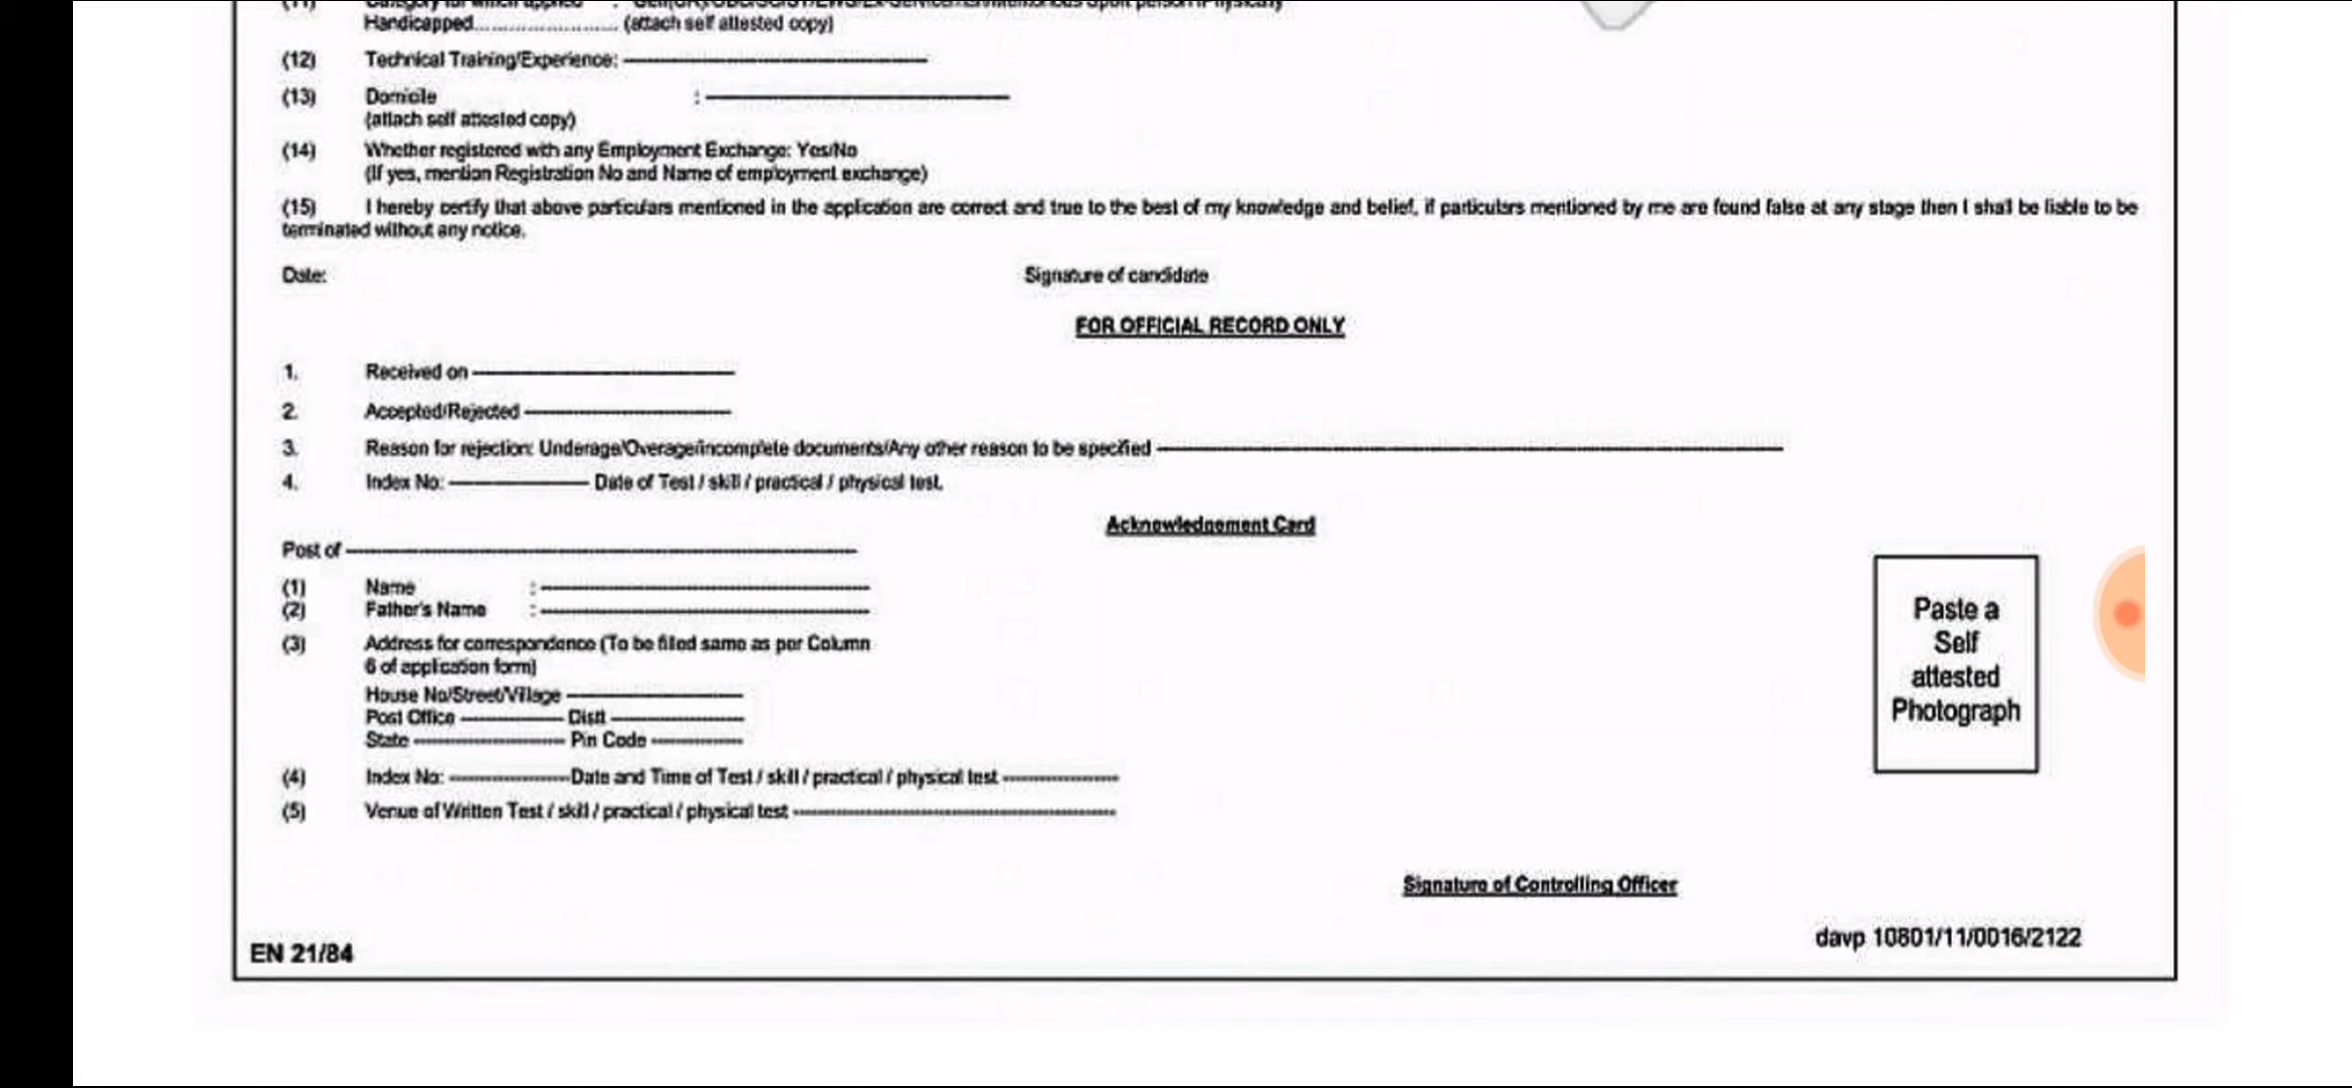 (11) Category for which applied :
Handicapped........................ (attach self attested copy)
(12) Technical Training/Experience:
(13) Domicile :
(attach self attested copy)
(14) Whether registered with any Employment Exchange: Yes/No
(If yes, mention Registration No and Name of employment exchange)
(15) I hereby certify that above particulars mentioned in the application are correct and true to the best of my knowledge and belief, if particulars mentioned by me are found false at any stage then I shall be liable to be
terminated without any notice.
Date: Signature of candidate
FOR OFFICIAL RECORD ONLY
1. Received on
2. Accepted/Rejected
3. Reason for rejection: Underage/Overage/incomplete documents/Any other reason to be specified
4. Index No: Date of Test / skill / practical / physical test.
Acknowledgement Card
Post of
(1) Name :
(2) Father's Name :
(3) Address for correspondence (To be filled same as per Column
6 of application form)
House No/Street/Village
Post Office Distt
State Pin Code
(4) Index No: Date and Time of Test / skill / practical / physical test
(5) Venue of Written Test / skill / practical / physical test
Paste a
Self
attested
Photograph
Signature of Controlling Officer
EN 21/84
davp 10801/11/0016/2122